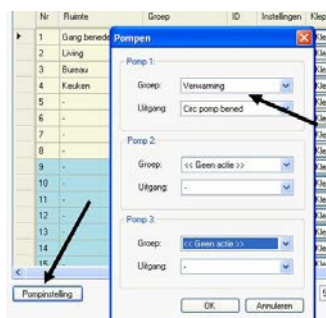 Nr Ruimte Groep ID Instellingen Klep
1 Gang benede
2 Living
3 Bureau
4 Keuken
5 -
6 -
7 -
8 -
9 -
10 -
11 -
12 -
13 -
14 -
15 -
Pompinstelling
Pompen
Pomp 1:
Groep: Verwarming
Uitgang: Circ pomp bened
Pomp 2:
Groep: << Geen actie >>
Uitgang: -
Pomp 3:
Groep: << Geen actie >>
Uitgang: -
OK Annuleren